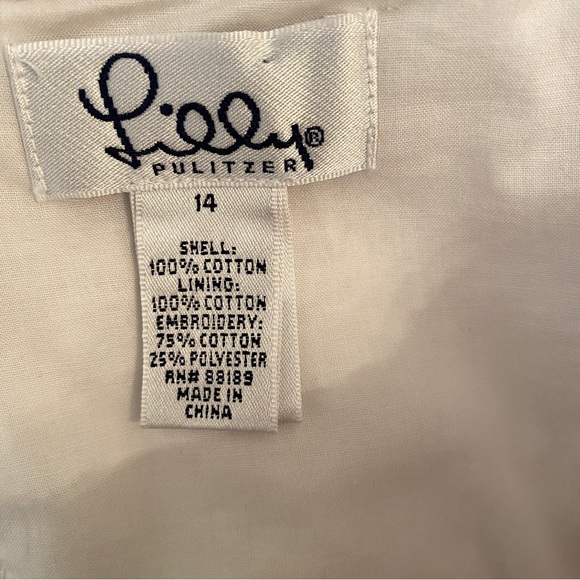 Lilly®
PULITZER
14
SHELL:
100% COTTON
LINING:
100% COTTON
EMBROIDERY:
75% COTTON
25% POLYESTER
RN# 88189
MADE IN
CHINA